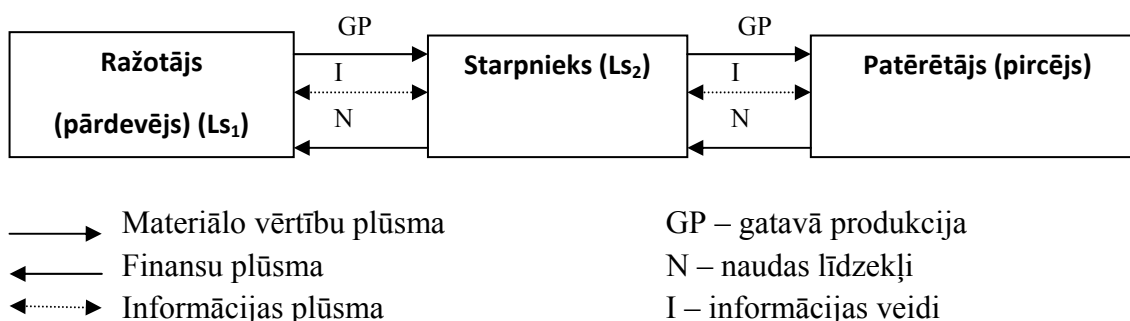 GP
GP
Ražotājs
(pārdevējs) (Ls₁)
I
N
Starpnieks (Ls₂)
I
N
Patērētājs (pircējs)
Materiālo vērtību plūsma
Finansu plūsma
Informācijas plūsma
GP – gatavā produkcija
N – naudas līdzekļi
I – informācijas veidi